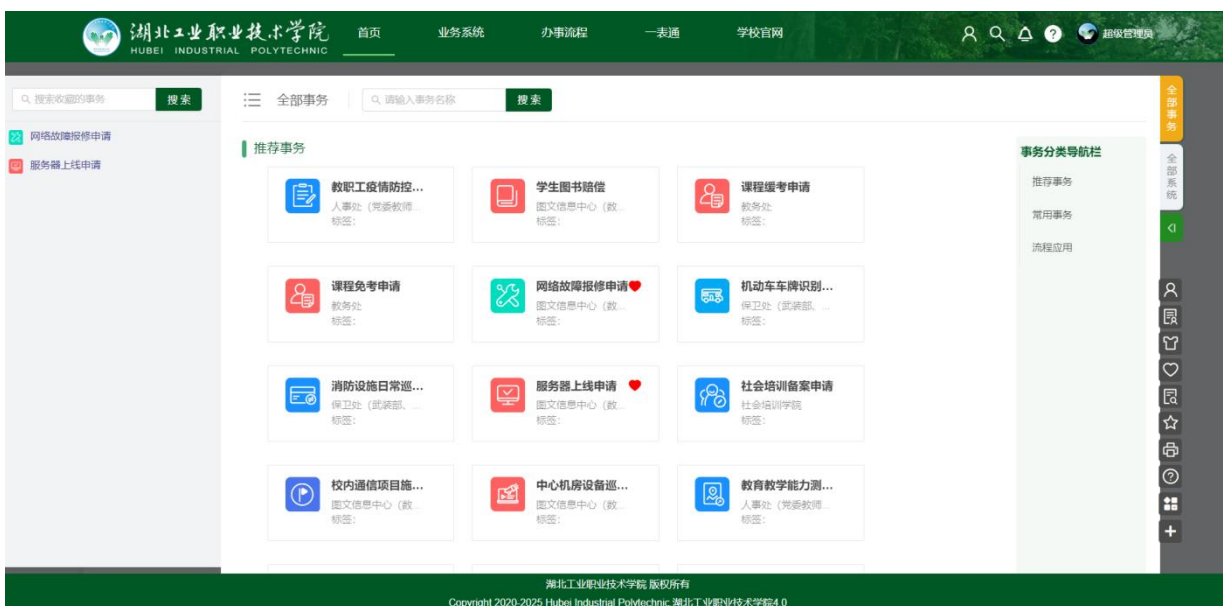 湖北工业职业技术学院
HUBEI INDUSTRIAL POLYTECHNIC
首页
业务系统
办事流程
一表通
学校官网
超级管理员
搜索收藏的事务
搜索
网络故障报修申请
服务器上线申请
全部事务
请输入事务名称
搜索
推荐事务
教职工疫情防控...
人事处（党委教师...
标签：
学生图书赔偿
图文信息中心（数...
标签：
课程缓考申请
教务处
标签：
课程免考申请
教务处
标签：
网络故障报修申请
图文信息中心（数...
标签：
机动车车牌识别...
保卫处（武装部、...
标签：
消防设施日常巡...
保卫处（武装部、...
标签：
服务器上线申请
图文信息中心（数...
标签：
社会培训备案申请
社会培训学院
标签：
校内通信项目施...
图文信息中心（数...
标签：
中心机房设备巡...
图文信息中心（数...
标签：
教育教学能力测...
人事处（党委教师...
标签：
事务分类导航栏
推荐事务
常用事务
流程应用
全部事务
全部系统
湖北工业职业技术学院 版权所有
Copyright 2020-2025 Hubei Industrial Polytechnic 湖北工业职业技术学院4.0